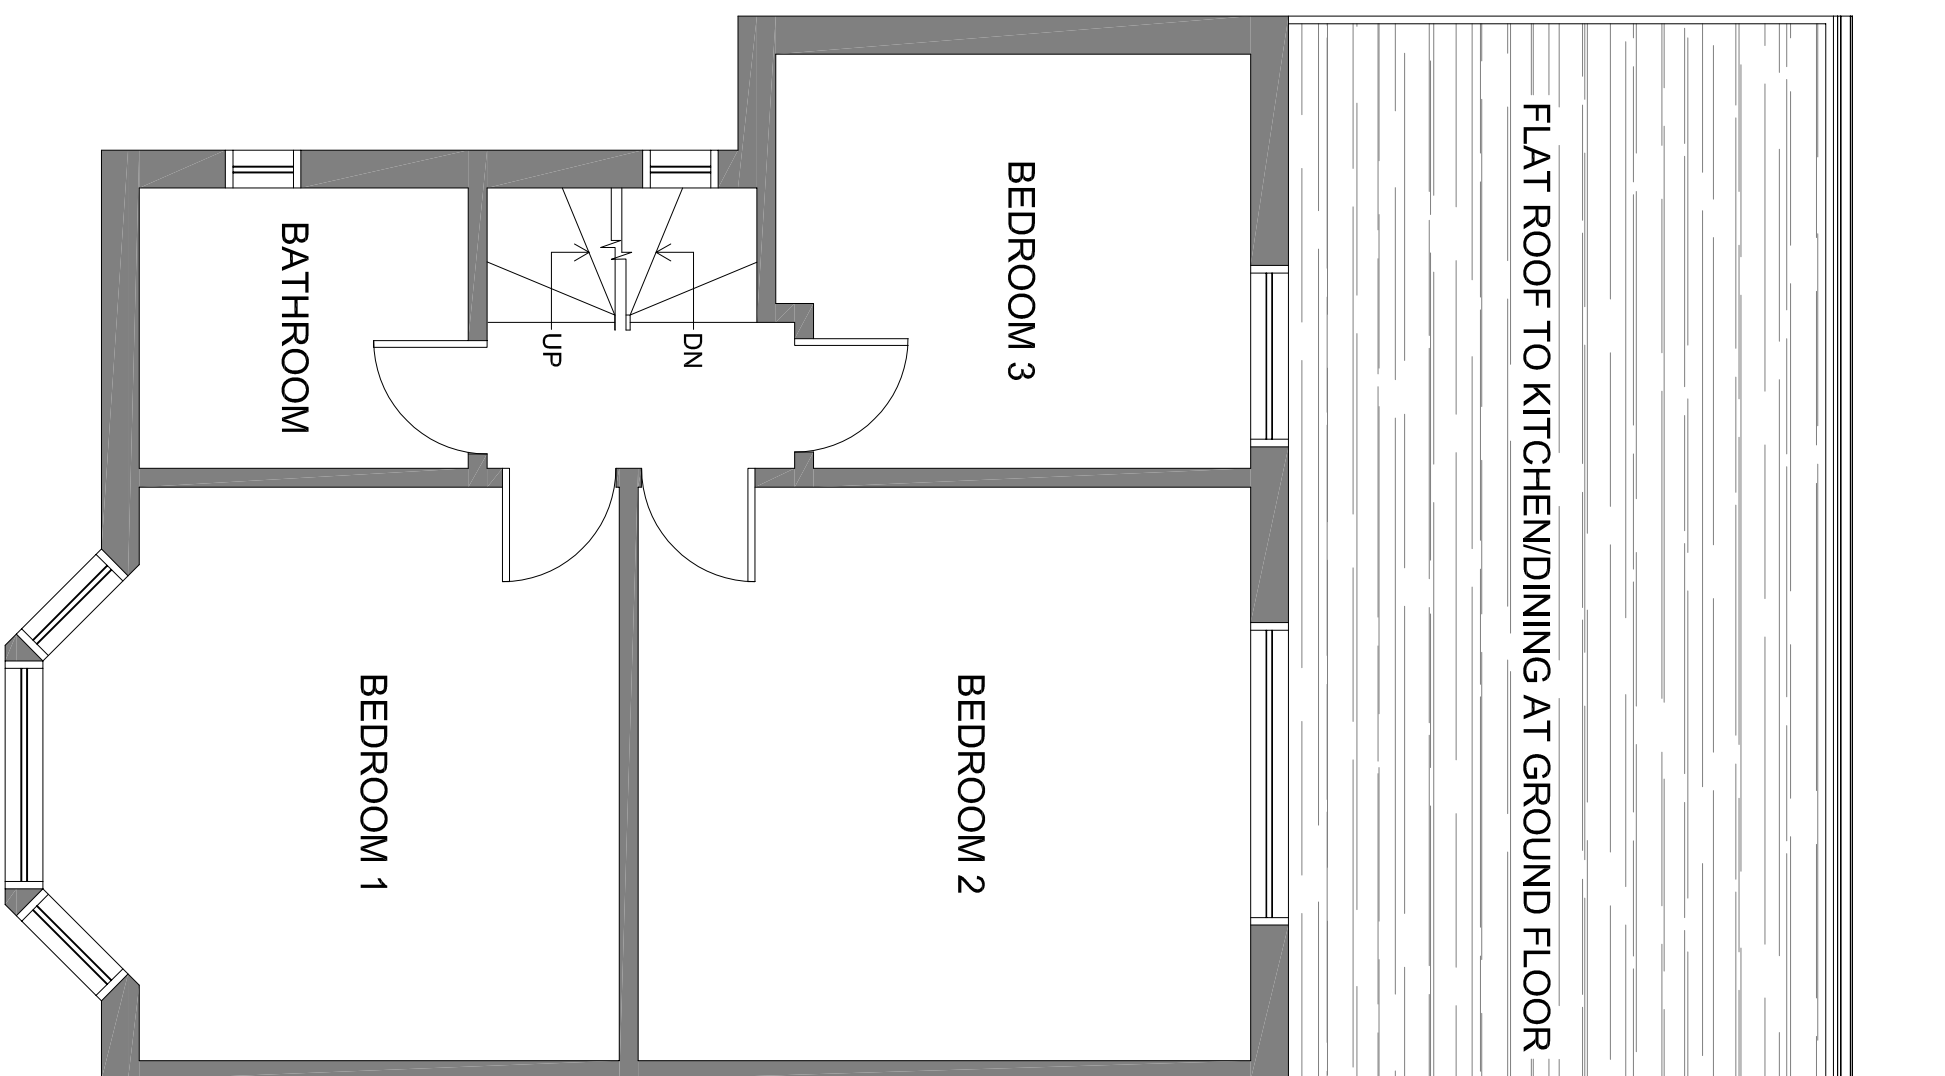 FLAT ROOF TO KITCHEN/DINING AT GROUND FLOOR
BEDROOM 3
BEDROOM 2
DN
UP
BATHROOM
BEDROOM 1